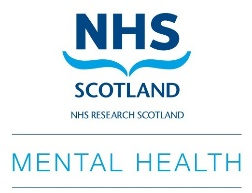 NHS
SCOTLAND
NHS RESEARCH SCOTLAND
MENTAL HEALTH